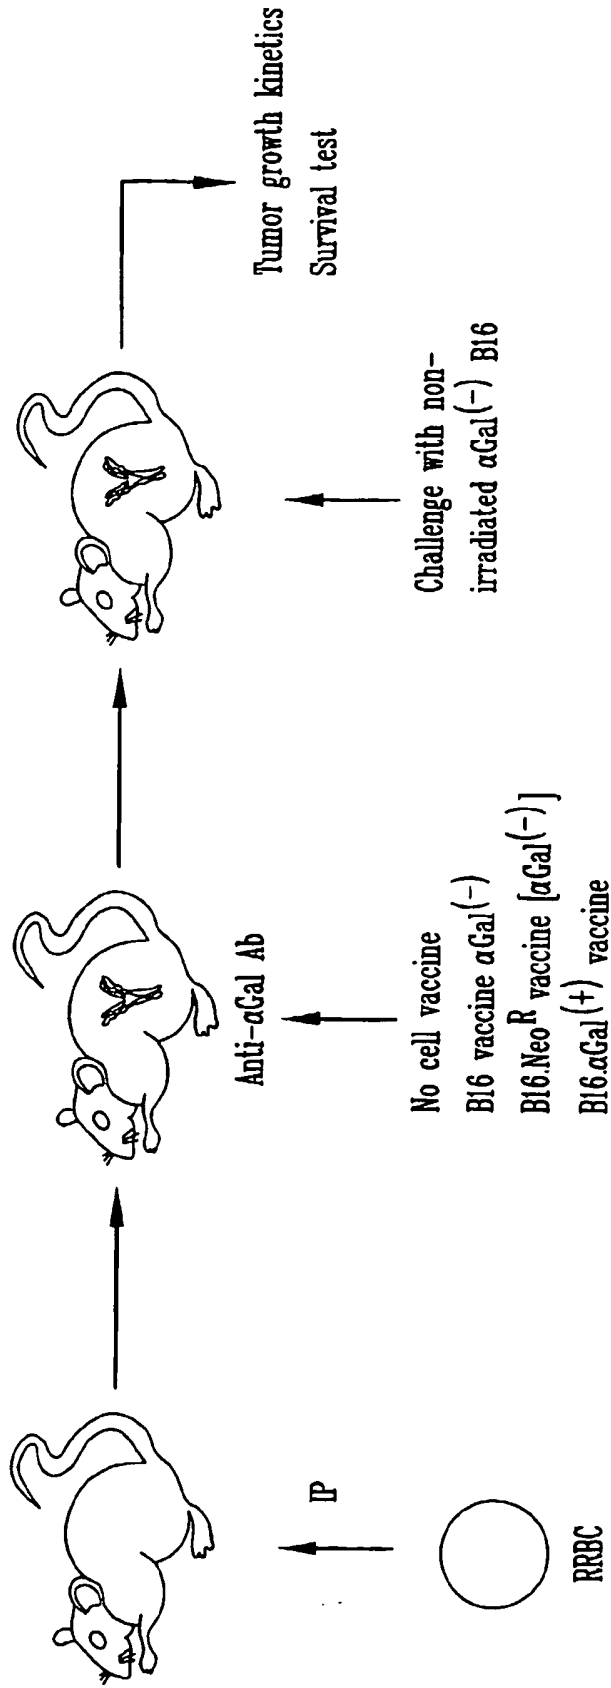 RRBC
IP
Anti-αGal Ab
No cell vaccine
B16 vaccine αGal(-)
B16.Neo^R vaccine [αGal(-)]
B16.αGal(+) vaccine
Challenge with non-
irradiated αGal(-) B16
Tumor growth kinetics
Survival test